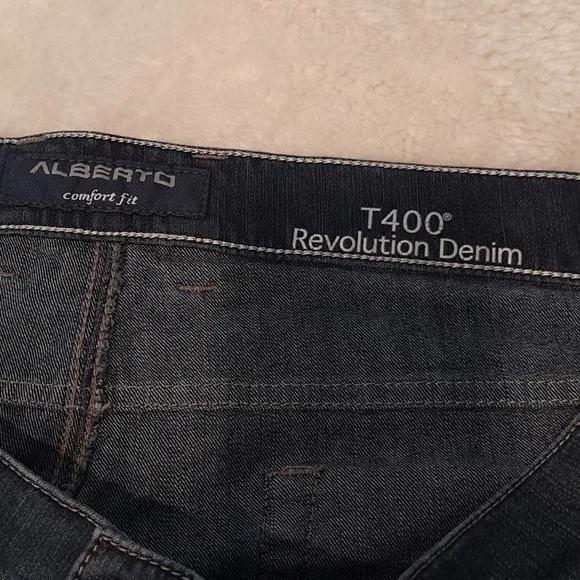 ALBERTO
comfort fit
T400®
Revolution Denim